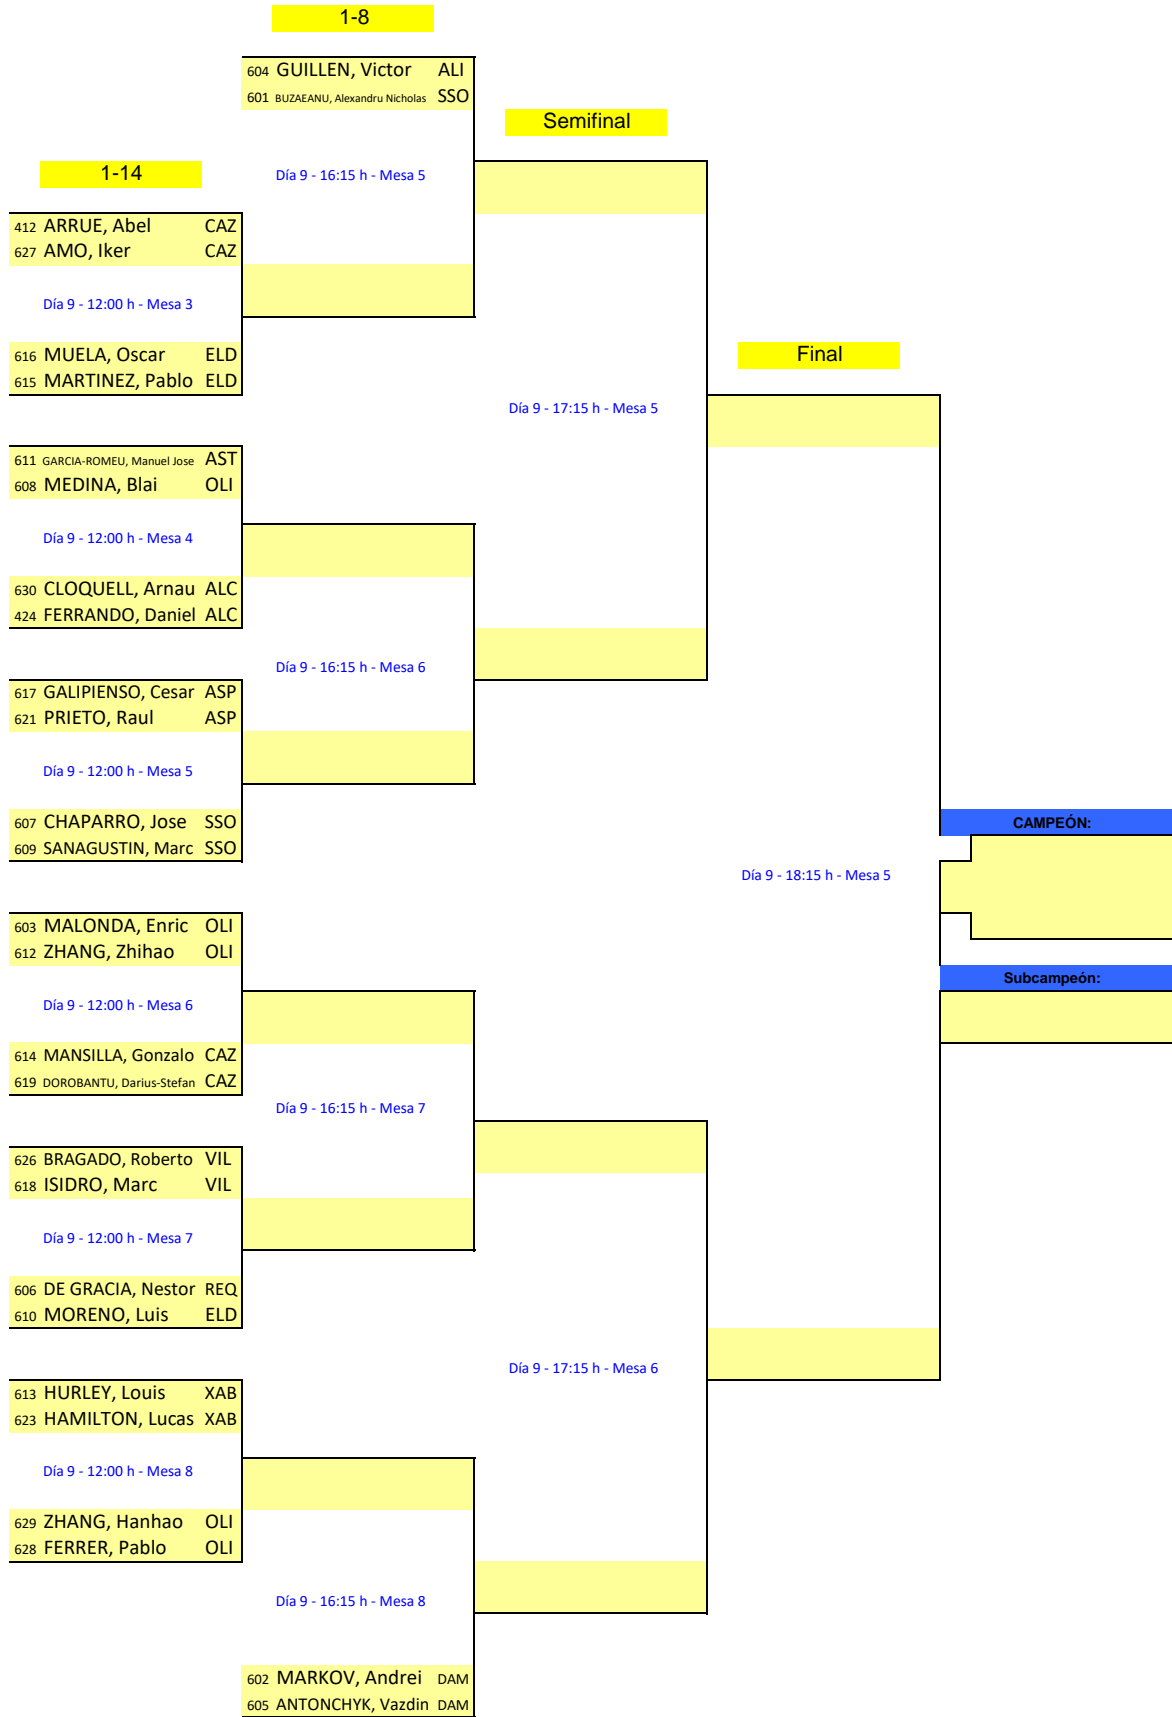 1-8
604 GUILLEN, Victor ALI
601 BUZAEANU, Alexandru Nicholas SSO
Semifinal
1-14
Día 9 - 16:15 h - Mesa 5
412 ARRUE, Abel CAZ
627 AMO, Iker CAZ
Día 9 - 12:00 h - Mesa 3
616 MUELA, Oscar ELD
615 MARTINEZ, Pablo ELD
Final
Día 9 - 17:15 h - Mesa 5
611 GARCIA-ROMEU, Manuel Jose AST
608 MEDINA, Blai OLI
Día 9 - 12:00 h - Mesa 4
630 CLOQUELL, Arnau ALC
424 FERRANDO, Daniel ALC
Día 9 - 16:15 h - Mesa 6
617 GALIPIENSO, Cesar ASP
621 PRIETO, Raul ASP
Día 9 - 12:00 h - Mesa 5
607 CHAPARRO, Jose SSO
609 SANAGUSTIN, Marc SSO
CAMPEÓN:
Día 9 - 18:15 h - Mesa 5
603 MALONDA, Enric OLI
612 ZHANG, Zhihao OLI
Subcampeón:
Día 9 - 12:00 h - Mesa 6
614 MANSILLA, Gonzalo CAZ
619 DOROBANTU, Darius-Stefan CAZ
Día 9 - 16:15 h - Mesa 7
626 BRAGADO, Roberto VIL
618 ISIDRO, Marc VIL
Día 9 - 12:00 h - Mesa 7
606 DE GRACIA, Nestor REQ
610 MORENO, Luis ELD
Día 9 - 17:15 h - Mesa 6
613 HURLEY, Louis XAB
623 HAMILTON, Lucas XAB
Día 9 - 12:00 h - Mesa 8
629 ZHANG, Hanhao OLI
628 FERRER, Pablo OLI
Día 9 - 16:15 h - Mesa 8
602 MARKOV, Andrei DAM
605 ANTONCHYK, Vazdin DAM